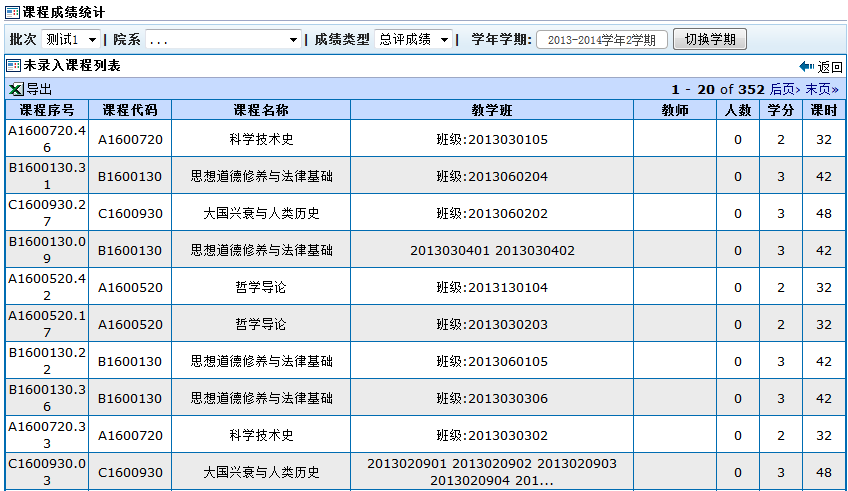 课程成绩统计
批次 测试1 | 院系 ... | 成绩类型 总评成绩 | 学年学期: 2013-2014学年2学期 切换学期
未录入课程列表 返回
导出 1 - 20 of 352 后页› 末页»
课程序号 课程代码 课程名称 教学班 教师 人数 学分 课时
A1600720.46 A1600720 科学技术史 班级:2013030105 0 2 32
B1600130.31 B1600130 思想道德修养与法律基础 班级:2013060204 0 3 42
C1600930.27 C1600930 大国兴衰与人类历史 班级:2013060202 0 3 48
B1600130.09 B1600130 思想道德修养与法律基础 2013030401 2013030402 0 3 42
A1600520.42 A1600520 哲学导论 班级:2013130104 0 2 32
A1600520.17 A1600520 哲学导论 班级:2013030203 0 2 32
B1600130.22 B1600130 思想道德修养与法律基础 班级:2013060105 0 3 42
B1600130.36 B1600130 思想道德修养与法律基础 班级:2013030306 0 3 42
A1600720.33 A1600720 科学技术史 班级:2013030302 0 2 32
C1600930.03 C1600930 大国兴衰与人类历史 2013020901 2013020902 2013020903 2013020904 201... 0 3 48